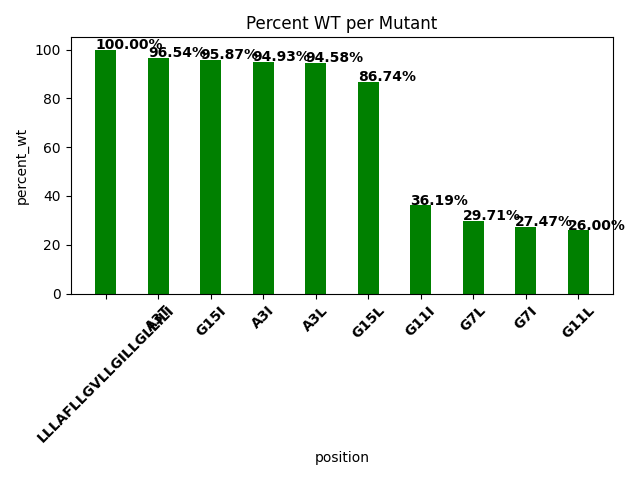 Percent WT per Mutant
100.00%
96.54%
95.87%
94.93%
94.58%
86.74%
36.19%
29.71%
27.47%
26.00%
percent_wt
100
80
60
40
20
0
A3T
G15I
A3I
A3L
G15L
G11I
G7L
G7I
G11L
position